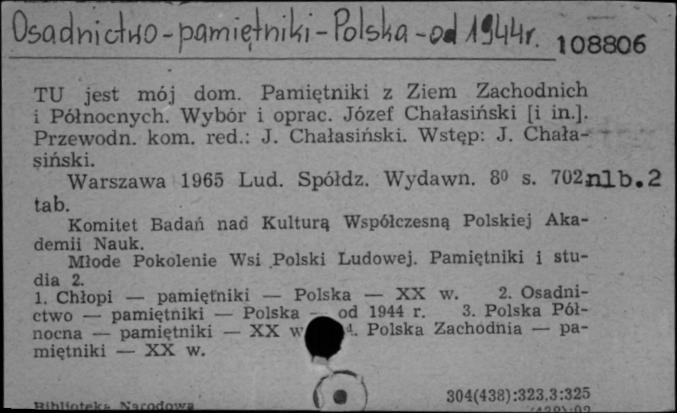 Osadnictwo - pamiętniki - Polska - od 1944r.
108806
TU jest mój dom. Pamiętniki z Ziem Zachodnich
i Północnych. Wybór i oprac. Józef Chałasiński [i in.].
Przewodn. kom. red.: J. Chałasiński. Wstęp: J. Chała-
siński.
Warszawa 1965 Lud. Spółdz. Wydawn. 8⁰ s. 702 nlb. 2
tab.
Komitet Badań nad Kulturą Współczesną Polskiej Aka-
demii Nauk.
Młode Pokolenie Wsi Polski Ludowej. Pamiętniki i stu-
dia 2.
1. Chłopi — pamiętniki — Polska — XX w. 2. Osadni-
ctwo — pamiętniki — Polska — od 1944 r. 3. Polska Pół-
nocna — pamiętniki — XX w 4. Polska Zachodnia — pa-
miętniki — XX w.
Biblioteka Narodowa
304(438):323.3:325